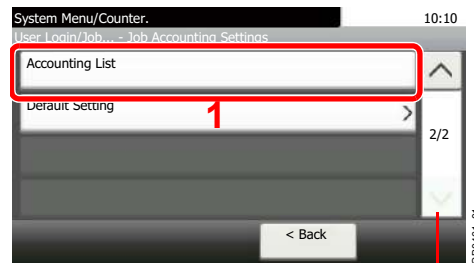 System Menu/Counter.
10:10
User Login/Job... - Job Accounting Settings
Accounting List
Default Setting
1
2/2
< Back